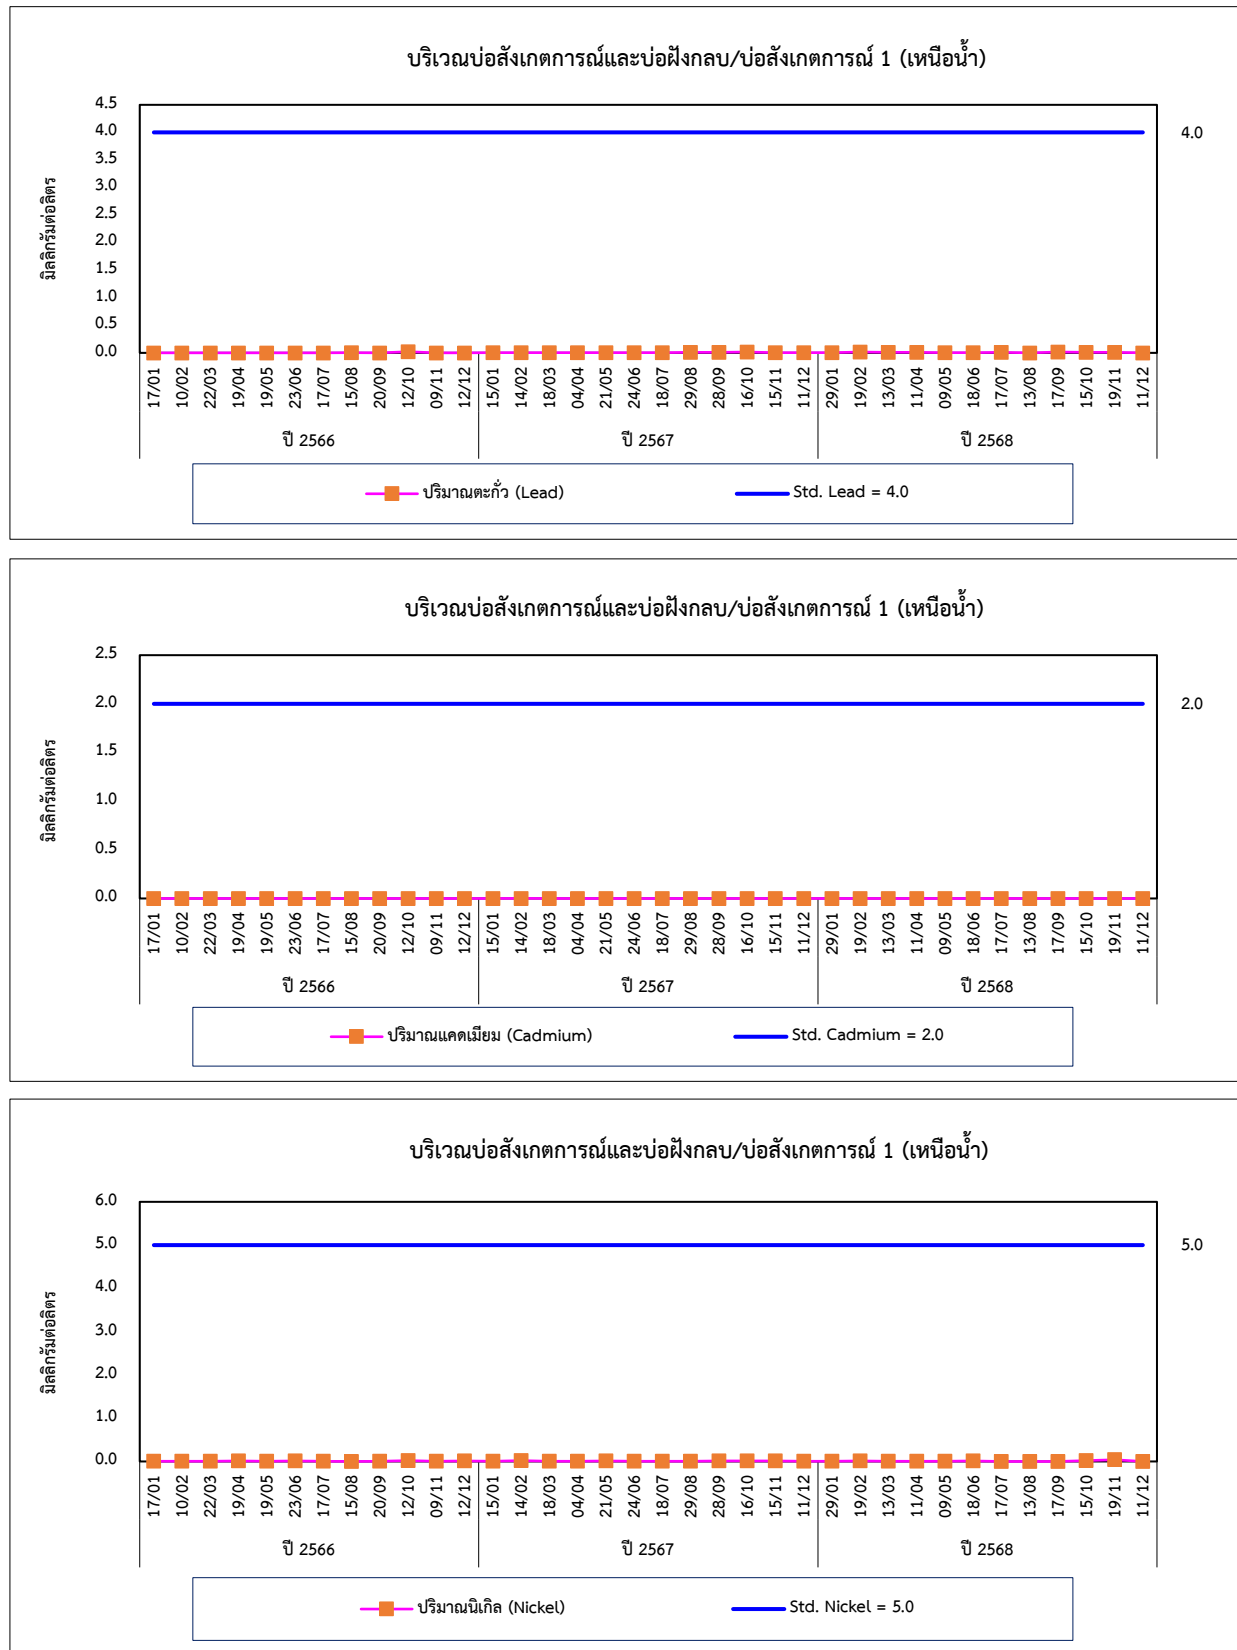 บริเวณบ่อสังเกตการณ์และบ่อฝังกลบ/บ่อสังเกตการณ์ 1 (เหนือน้ำ)
มิลลิกรัมต่อลิตร
4.5
4.0
3.5
3.0
2.5
2.0
1.5
1.0
0.5
0.0
4.0
17/01 10/02 22/03 19/04 19/05 23/06 17/07 15/08 20/09 12/10 09/11 12/12 15/01 14/02 18/03 04/04 21/05 24/06 18/07 29/08 28/09 16/10 15/11 11/12 29/01 19/02 13/03 11/04 09/05 18/06 17/07 13/08 17/09 15/10 19/11 11/12
ปี 2566 ปี 2567 ปี 2568
ปริมาณตะกั่ว (Lead) Std. Lead = 4.0
บริเวณบ่อสังเกตการณ์และบ่อฝังกลบ/บ่อสังเกตการณ์ 1 (เหนือน้ำ)
มิลลิกรัมต่อลิตร
2.5
2.0
1.5
1.0
0.5
0.0
2.0
17/01 10/02 22/03 19/04 19/05 23/06 17/07 15/08 20/09 12/10 09/11 12/12 15/01 14/02 18/03 04/04 21/05 24/06 18/07 29/08 28/09 16/10 15/11 11/12 29/01 19/02 13/03 11/04 09/05 18/06 17/07 13/08 17/09 15/10 19/11 11/12
ปี 2566 ปี 2567 ปี 2568
ปริมาณแคดเมียม (Cadmium) Std. Cadmium = 2.0
บริเวณบ่อสังเกตการณ์และบ่อฝังกลบ/บ่อสังเกตการณ์ 1 (เหนือน้ำ)
มิลลิกรัมต่อลิตร
6.0
5.0
4.0
3.0
2.0
1.0
0.0
5.0
17/01 10/02 22/03 19/04 19/05 23/06 17/07 15/08 20/09 12/10 09/11 12/12 15/01 14/02 18/03 04/04 21/05 24/06 18/07 29/08 28/09 16/10 15/11 11/12 29/01 19/02 13/03 11/04 09/05 18/06 17/07 13/08 17/09 15/10 19/11 11/12
ปี 2566 ปี 2567 ปี 2568
ปริมาณนิเกิล (Nickel) Std. Nickel = 5.0